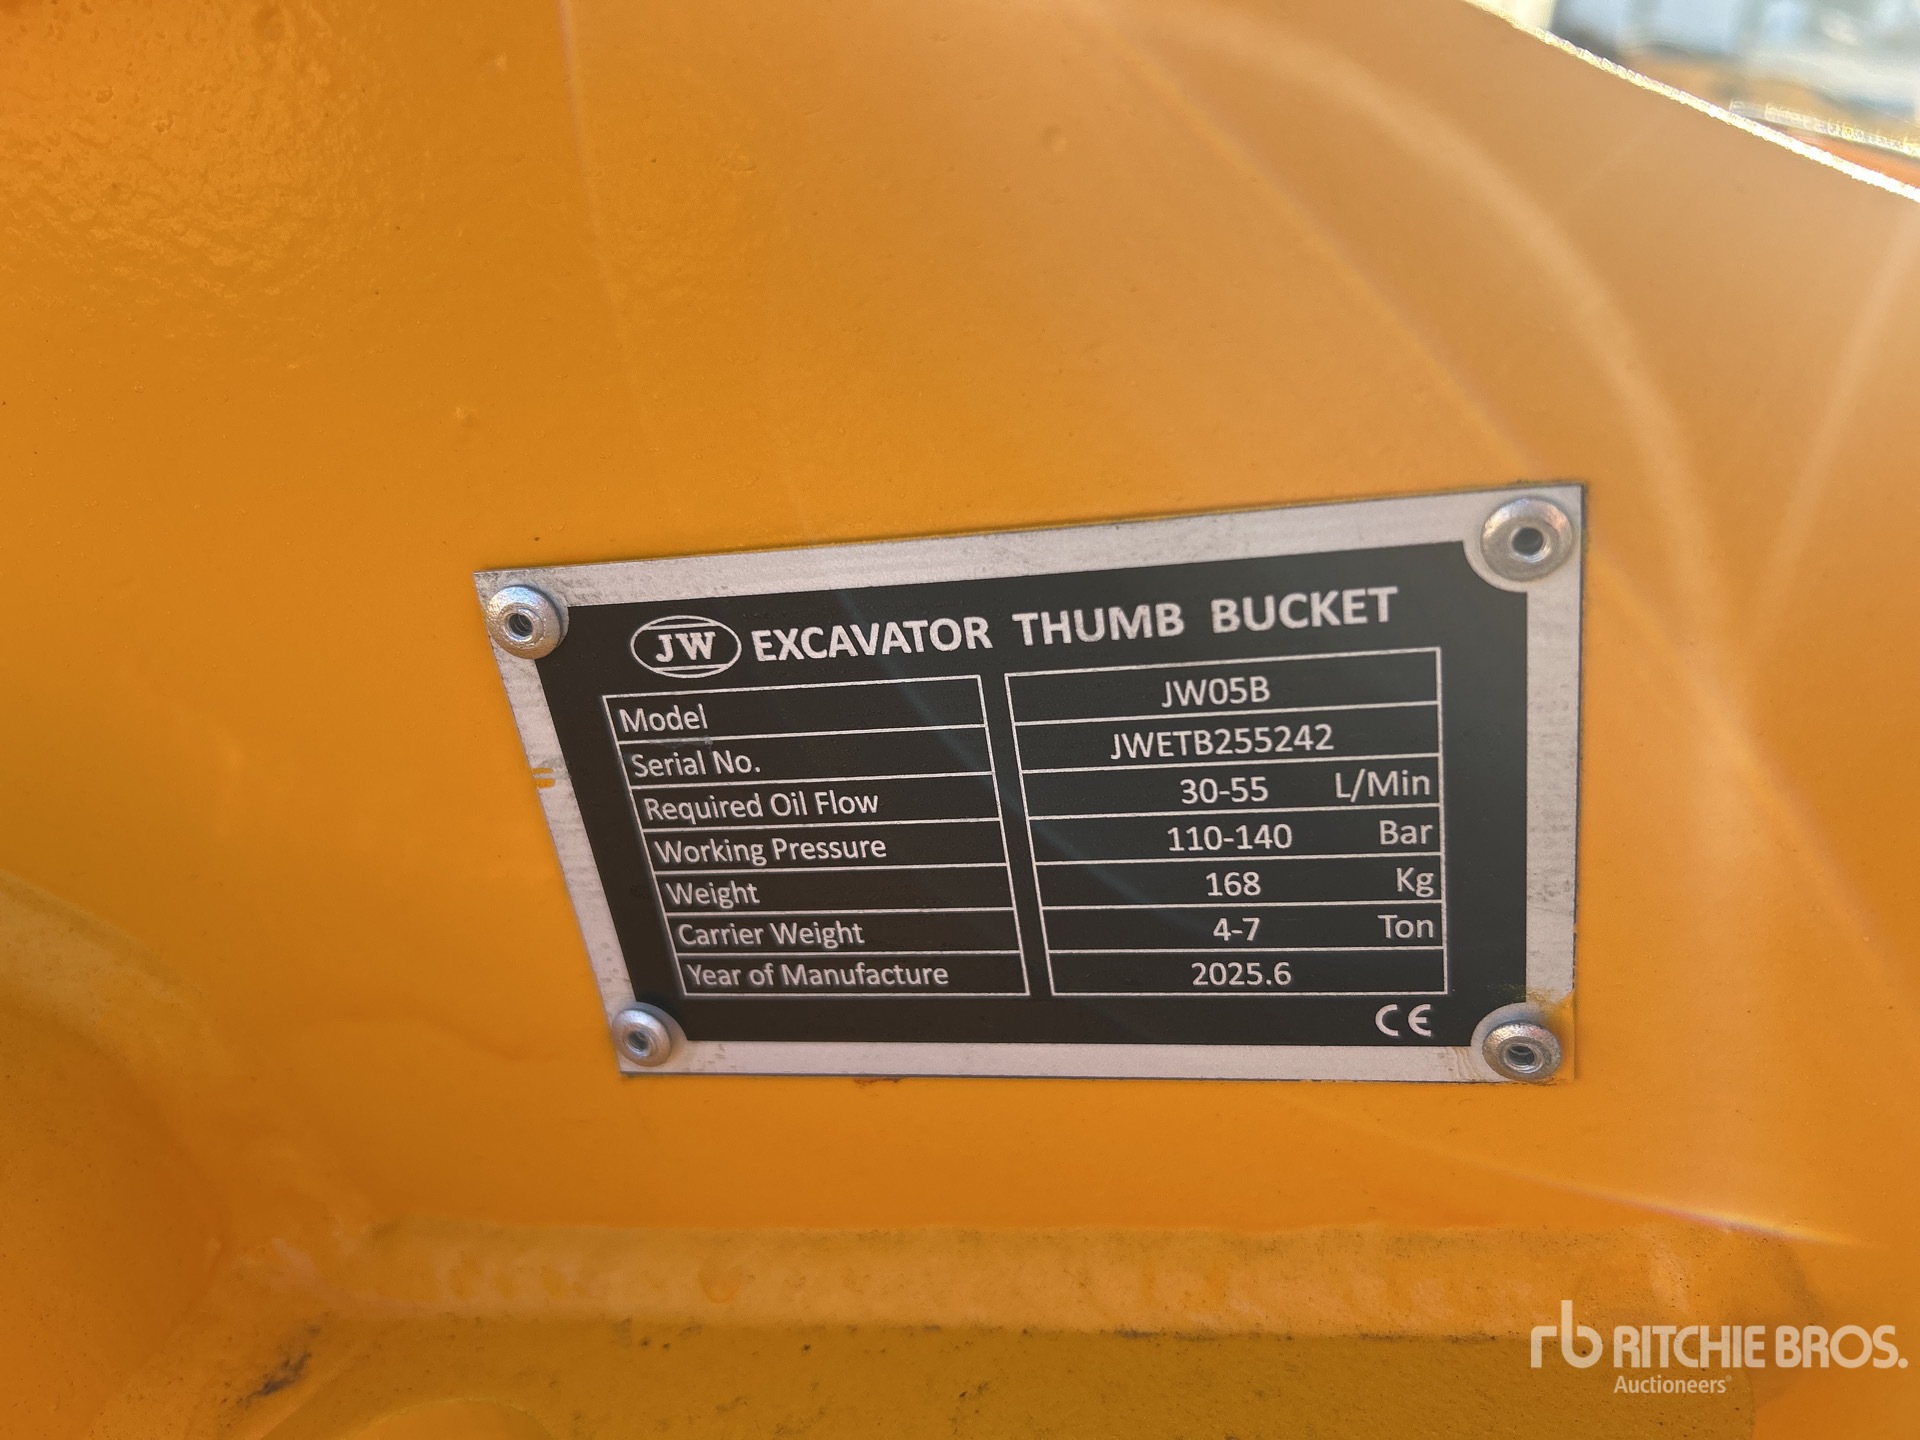 JW EXCAVATOR THUMB BUCKET
Model JW05B
Serial No. JWETB255242
Required Oil Flow 30-55 L/Min
Working Pressure 110-140 Bar
Weight 168 Kg
Carrier Weight 4-7 Ton
Year of Manufacture 2025.6
CE
rb RITCHIE BROS.
Auctioneers